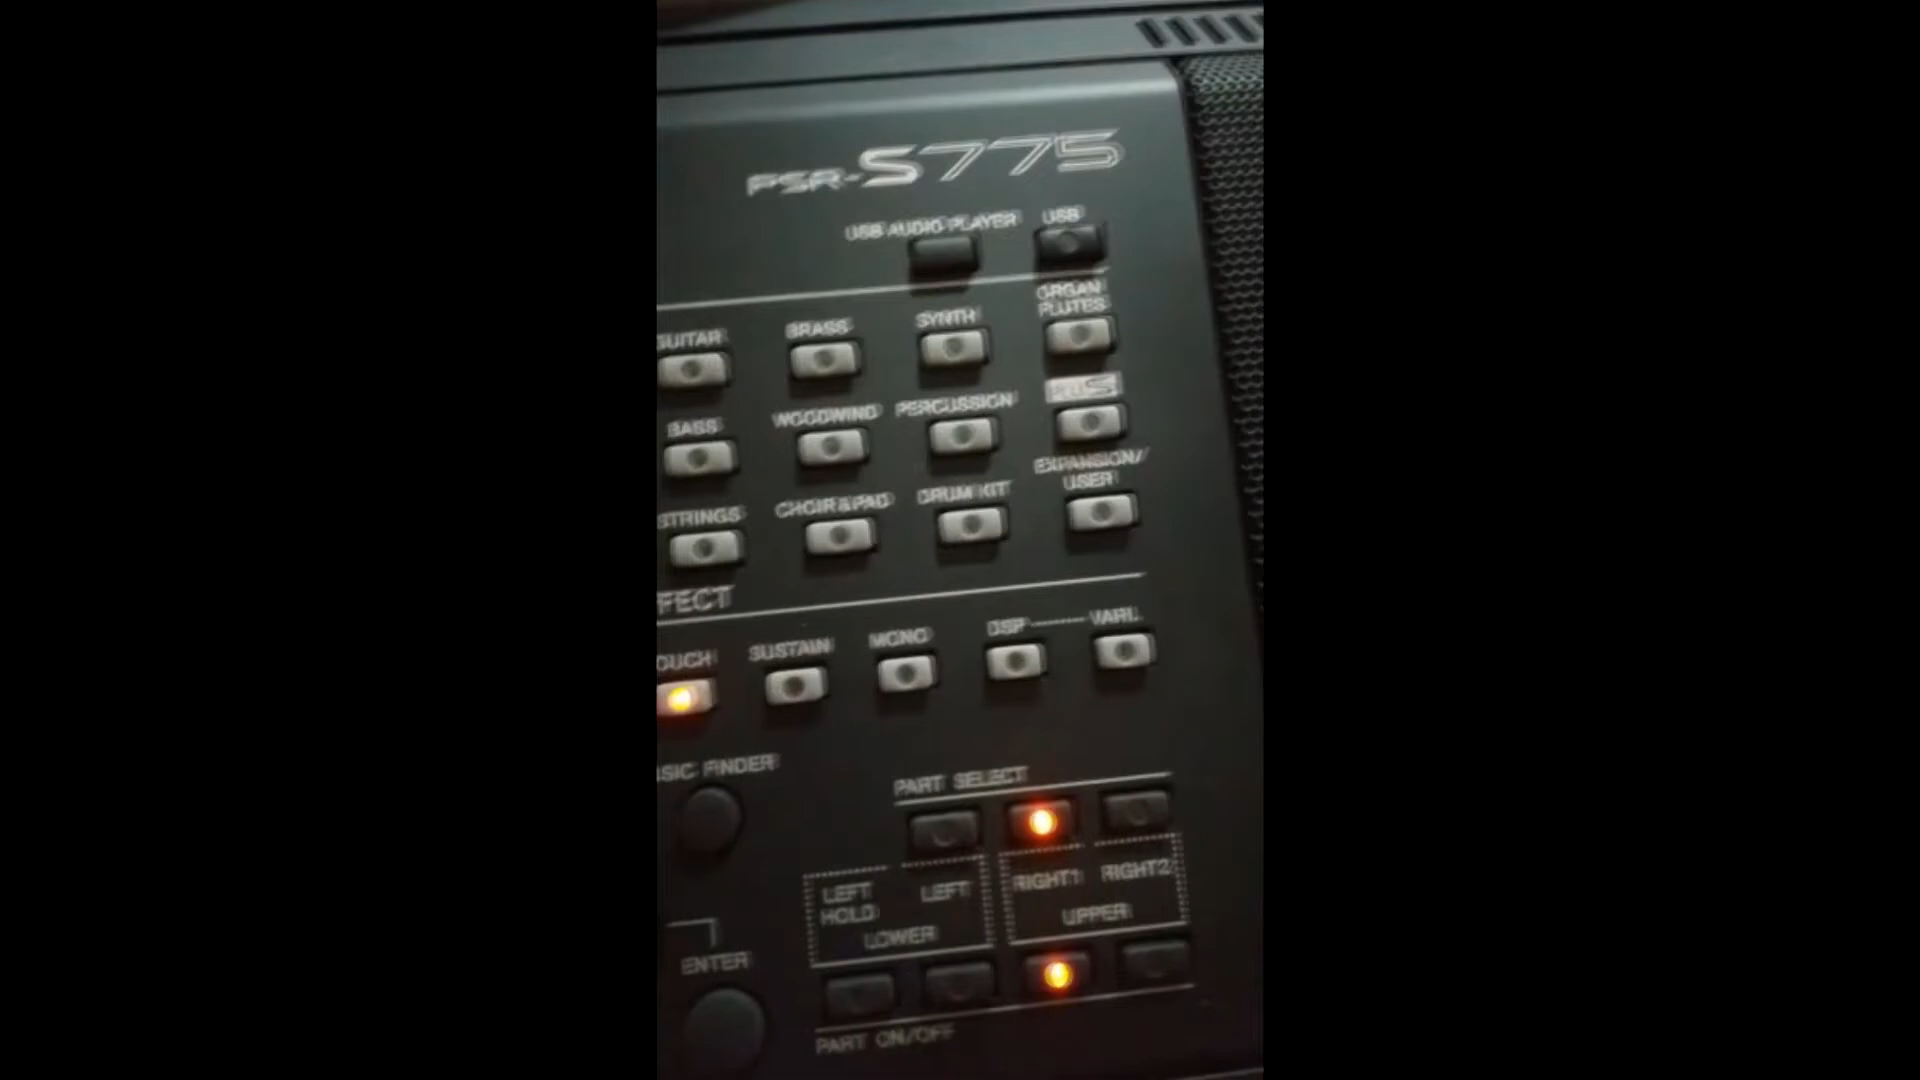 PSR-S775
USB AUDIO PLAYER USB
GUITAR BRASS SYNTH ORGAN
FLUTES
BASS WOODWIND PERCUSSION
EXPANSION/
USER
STRINGS CHOIR & PAD DRUM KIT
FECT
OUCH SUSTAIN MONO DSP VARI.
SIC FINDER
PART SELECT
LEFT
HOLD LEFT RIGHT1 RIGHT2
LOWER UPPER
ENTER
PART ON/OFF